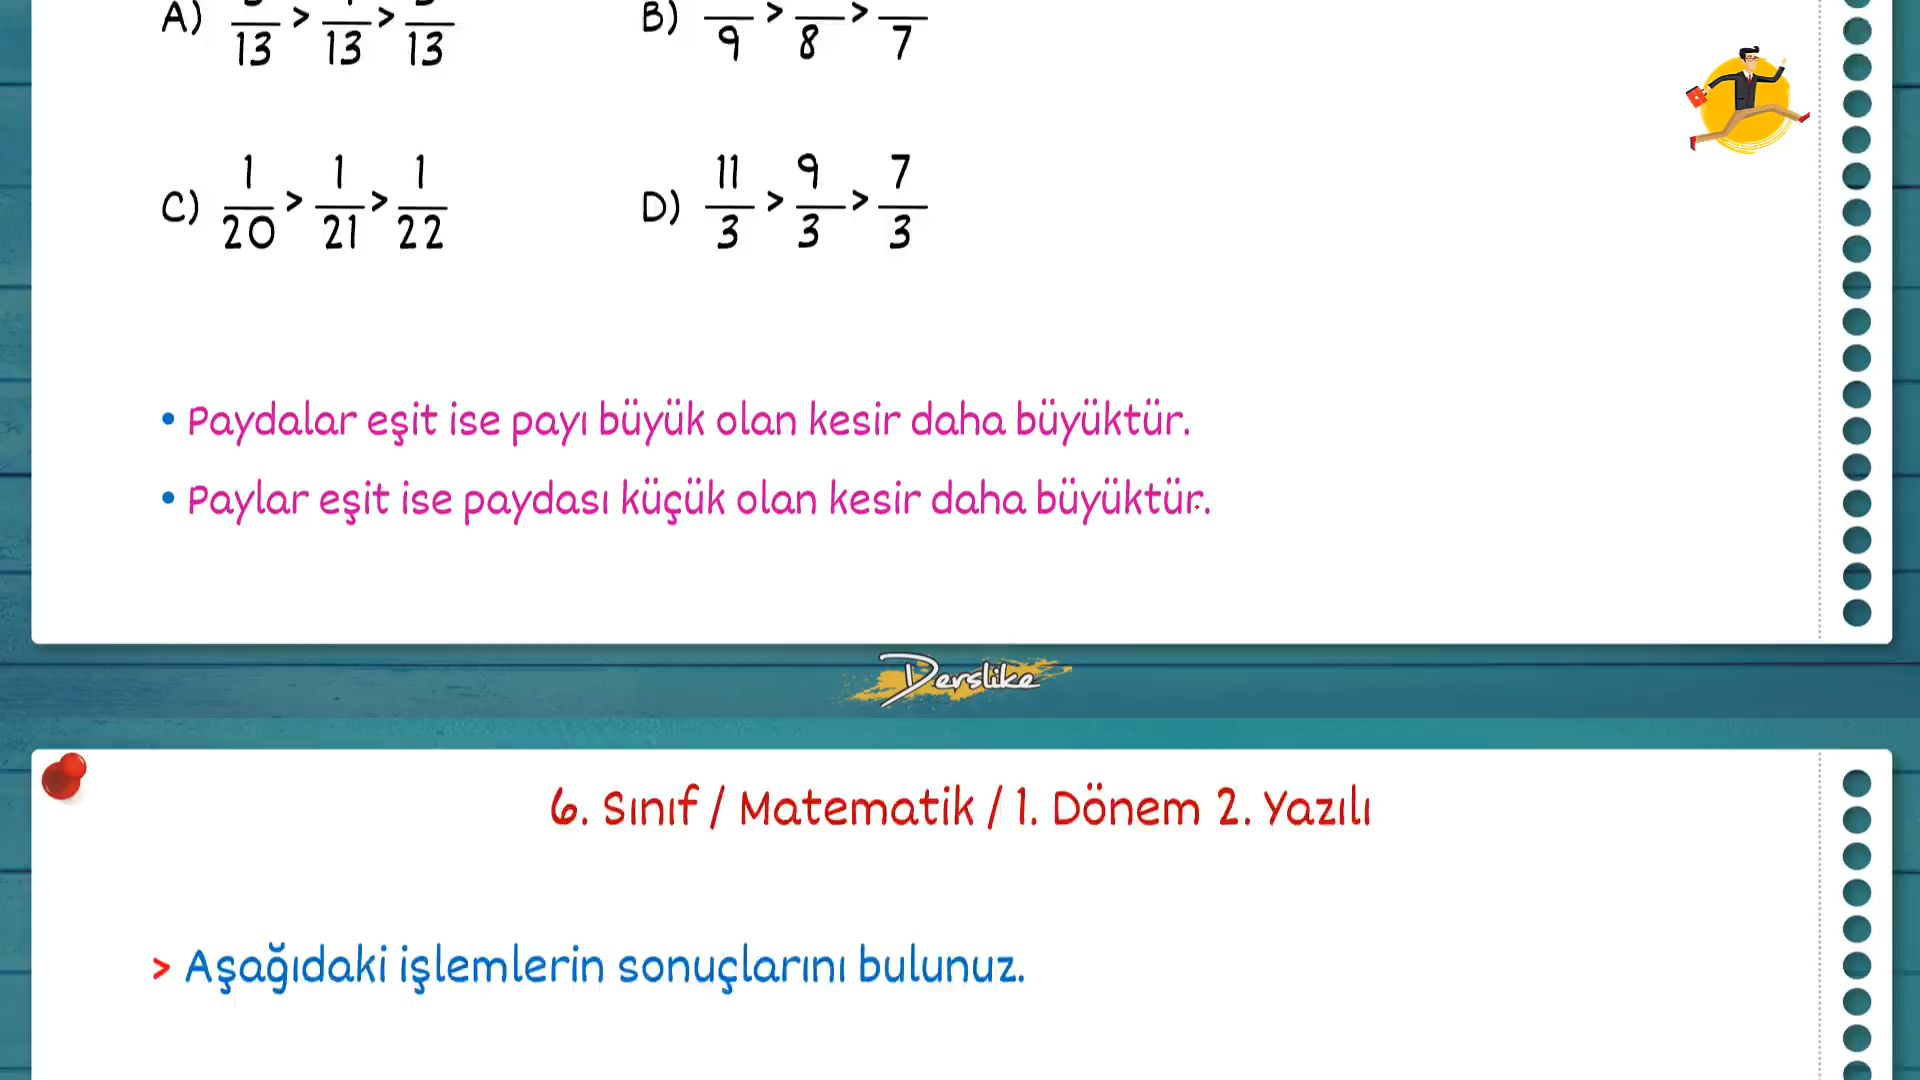 A) /13 > /13 > /13 B) /9 > /8 > /7
C) 1/20 > 1/21 > 1/22 D) 11/3 > 9/3 > 7/3
• Paydalar eşit ise payı büyük olan kesir daha büyüktür.
• Paylar eşit ise paydası küçük olan kesir daha büyüktür.
Derslike
6. Sınıf / Matematik / 1. Dönem 2. Yazılı
> Aşağıdaki işlemlerin sonuçlarını bulunuz.